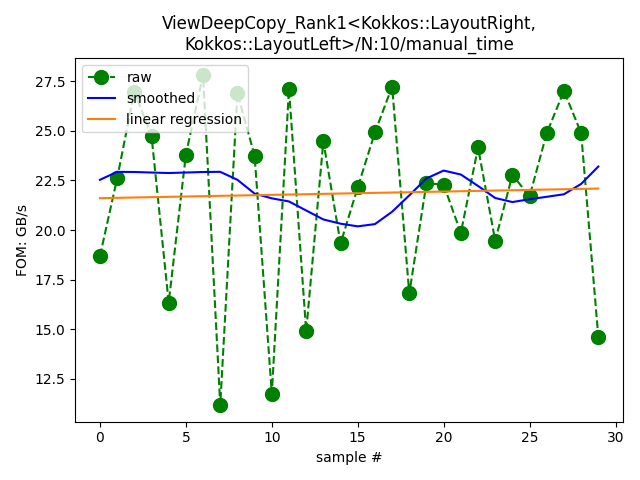 ViewDeepCopy_Rank1<Kokkos::LayoutRight,
Kokkos::LayoutLeft>/N:10/manual_time
raw
smoothed
linear regression
FOM: GB/s
27.5
25.0
22.5
20.0
17.5
15.0
12.5
0
5
10
15
20
25
30
sample #